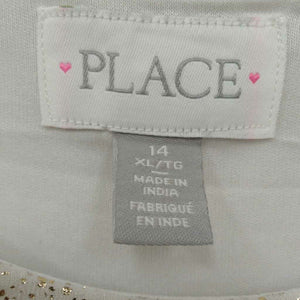 PLACE
14
XL/TG
MADE IN
INDIA
FABRIQUÉ
EN INDE